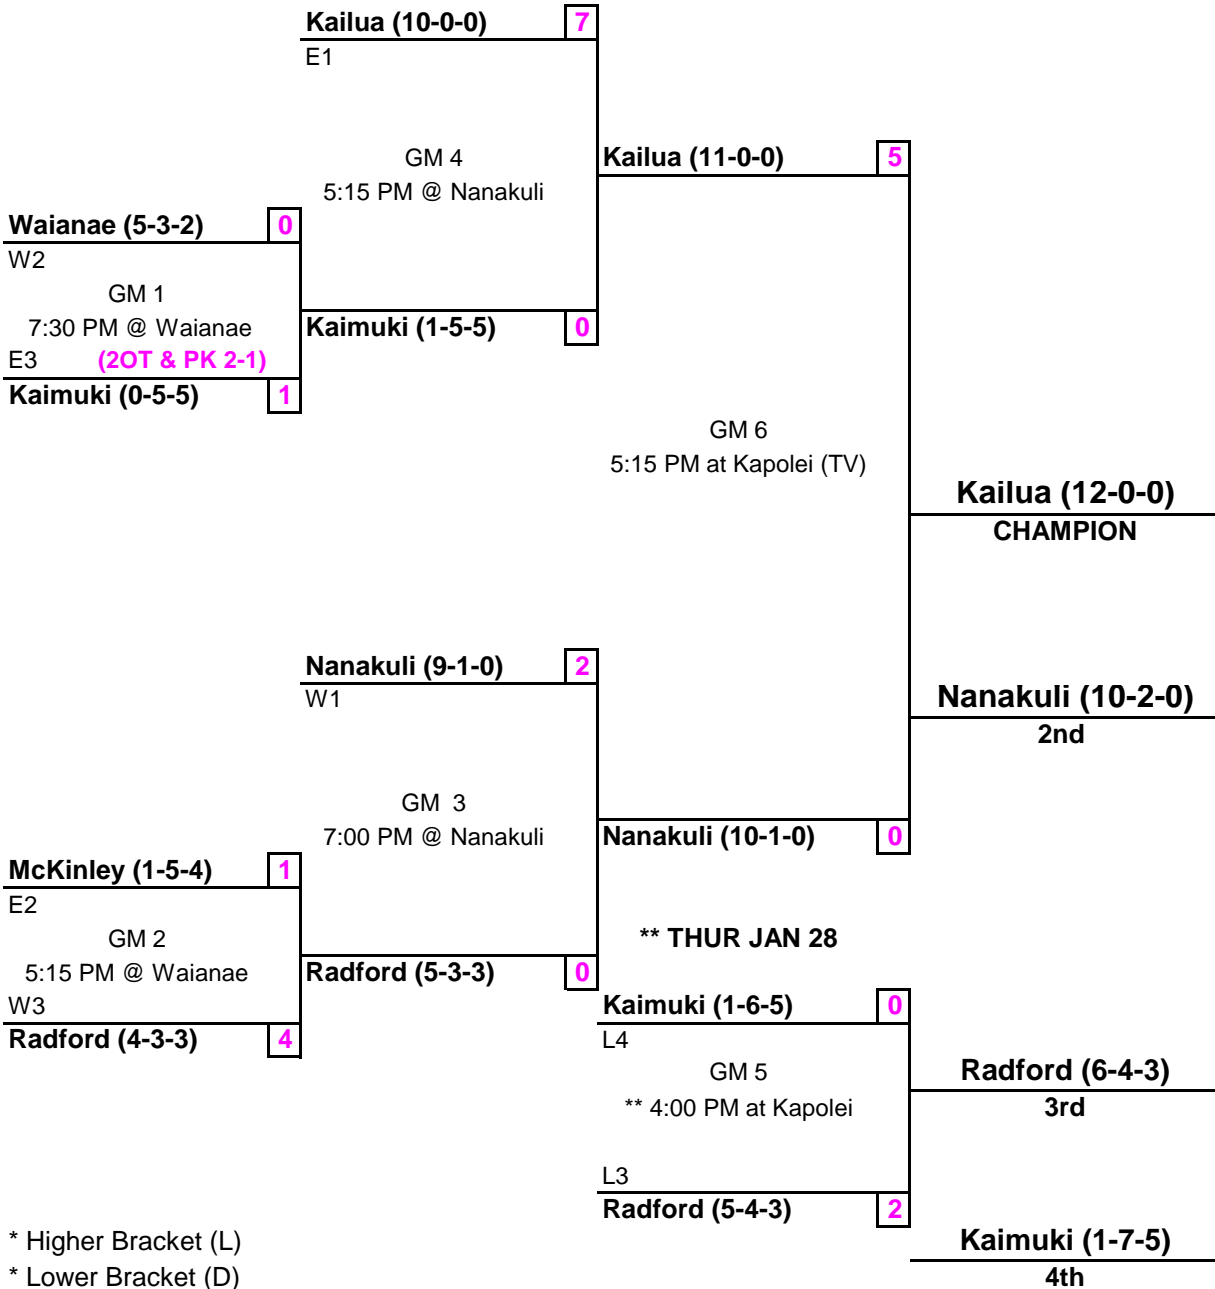 Kailua (10-0-0) 7
E1
GM 4
5:15 PM @ Nanakuli
Kailua (11-0-0) 5
Waianae (5-3-2) 0
W2
GM 1
7:30 PM @ Waianae
E3 (2OT & PK 2-1)
Kaimuki (0-5-5) 1
Kaimuki (1-5-5) 0
GM 6
5:15 PM at Kapolei (TV)
Kailua (12-0-0)
CHAMPION
Nanakuli (9-1-0) 2
W1
Nanakuli (10-2-0)
2nd
GM 3
7:00 PM @ Nanakuli
Nanakuli (10-1-0) 0
McKinley (1-5-4) 1
E2
GM 2
5:15 PM @ Waianae
W3
Radford (4-3-3) 4
Radford (5-3-3) 0
** THUR JAN 28
Kaimuki (1-6-5) 0
L4
GM 5
** 4:00 PM at Kapolei
L3
Radford (5-4-3) 2
Radford (6-4-3)
3rd
Kaimuki (1-7-5)
4th
* Higher Bracket (L)
* Lower Bracket (D)